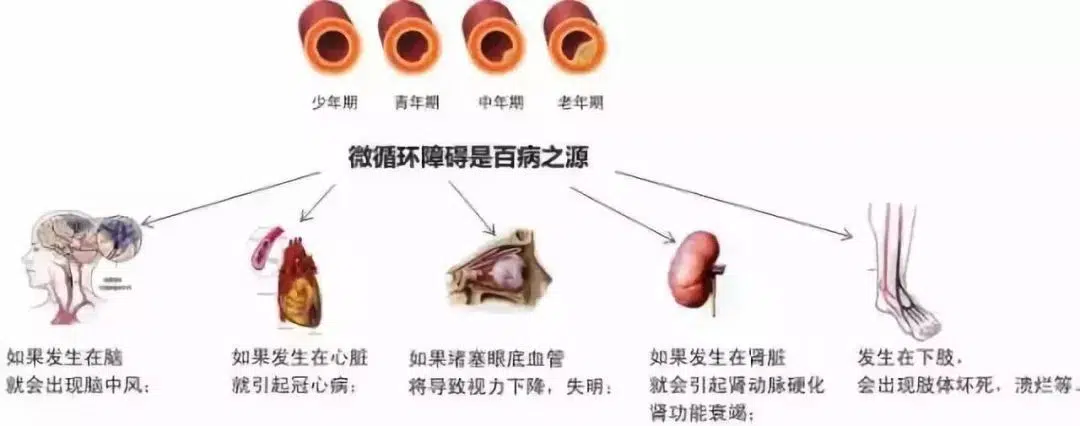 少年期
青年期
中年期
老年期
微循环障碍是百病之源
如果发生在脑
就会出现脑中风;
如果发生在心脏
就引起冠心病;
如果堵塞眼底血管
将导致视力下降，失明;
如果发生在肾脏
就会引起肾动脉硬化
肾功能衰竭;
发生在下肢，
会出现肢体坏死，溃烂等。